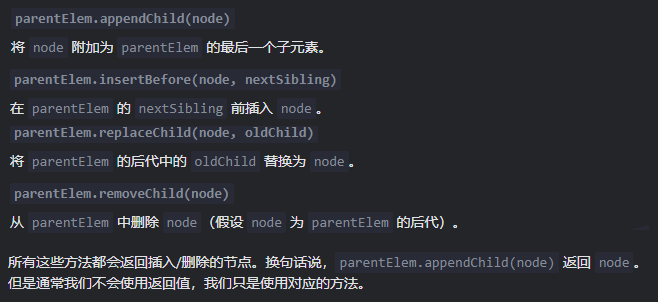 parentElem.appendChild(node)
将 node 附加为 parentElem 的最后一个子元素。
parentElem.insertBefore(node, nextSibling)
在 parentElem 的 nextSibling 前插入 node。
parentElem.replaceChild(node, oldChild)
将 parentElem 的后代中的 oldChild 替换为 node。
parentElem.removeChild(node)
从 parentElem 中删除 node（假设 node 为 parentElem 的后代）。
所有这些方法都会返回插入/删除的节点。换句话说，parentElem.appendChild(node) 返回 node。
但是通常我们不会使用返回值，我们只是使用对应的方法。